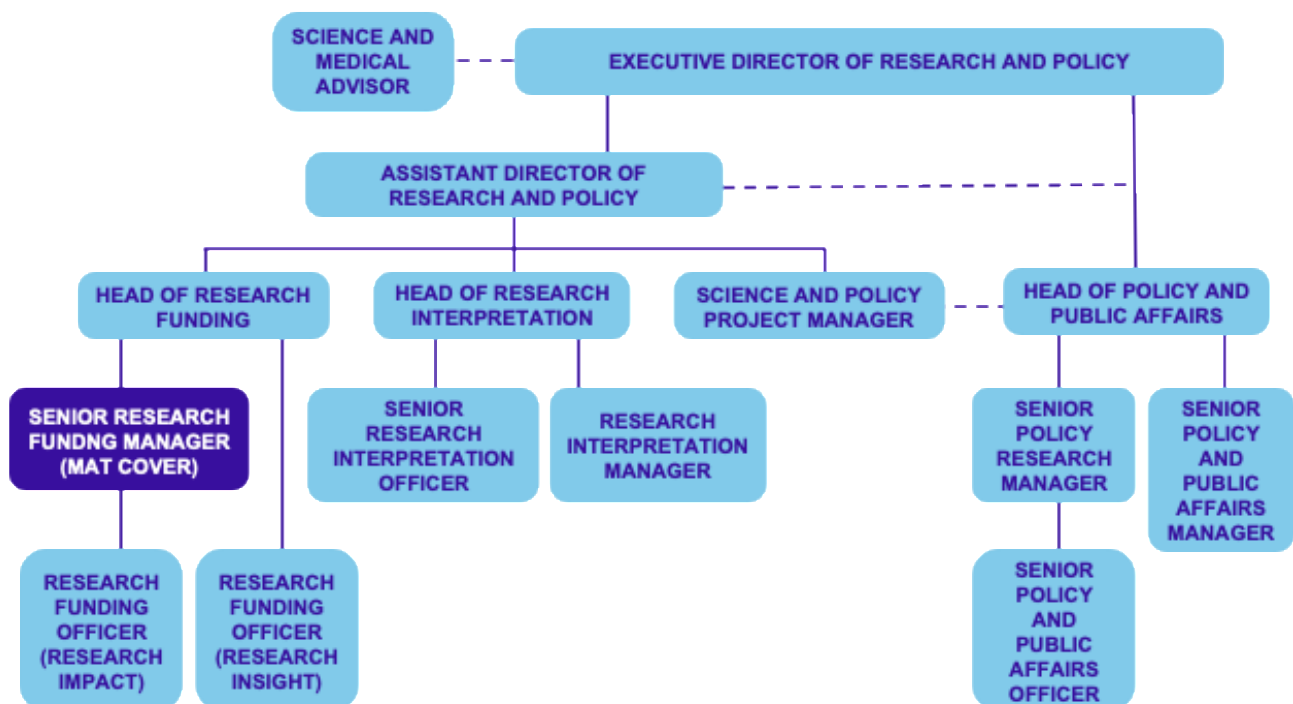 SCIENCE AND
MEDICAL
ADVISOR
EXECUTIVE DIRECTOR OF RESEARCH AND POLICY
ASSISTANT DIRECTOR OF
RESEARCH AND POLICY
HEAD OF RESEARCH
FUNDING
HEAD OF RESEARCH
INTERPRETATION
SCIENCE AND POLICY
PROJECT MANAGER
HEAD OF POLICY AND
PUBLIC AFFAIRS
SENIOR RESEARCH
FUNDNG MANAGER
(MAT COVER)
SENIOR
RESEARCH
INTERPRETATION
OFFICER
RESEARCH
INTERPRETATION
MANAGER
SENIOR
POLICY
RESEARCH
MANAGER
SENIOR
POLICY
AND
PUBLIC
AFFAIRS
MANAGER
RESEARCH
FUNDING
OFFICER
(RESEARCH
IMPACT)
RESEARCH
FUNDING
OFFICER
(RESEARCH
INSIGHT)
SENIOR
POLICY
AND
PUBLIC
AFFAIRS
OFFICER